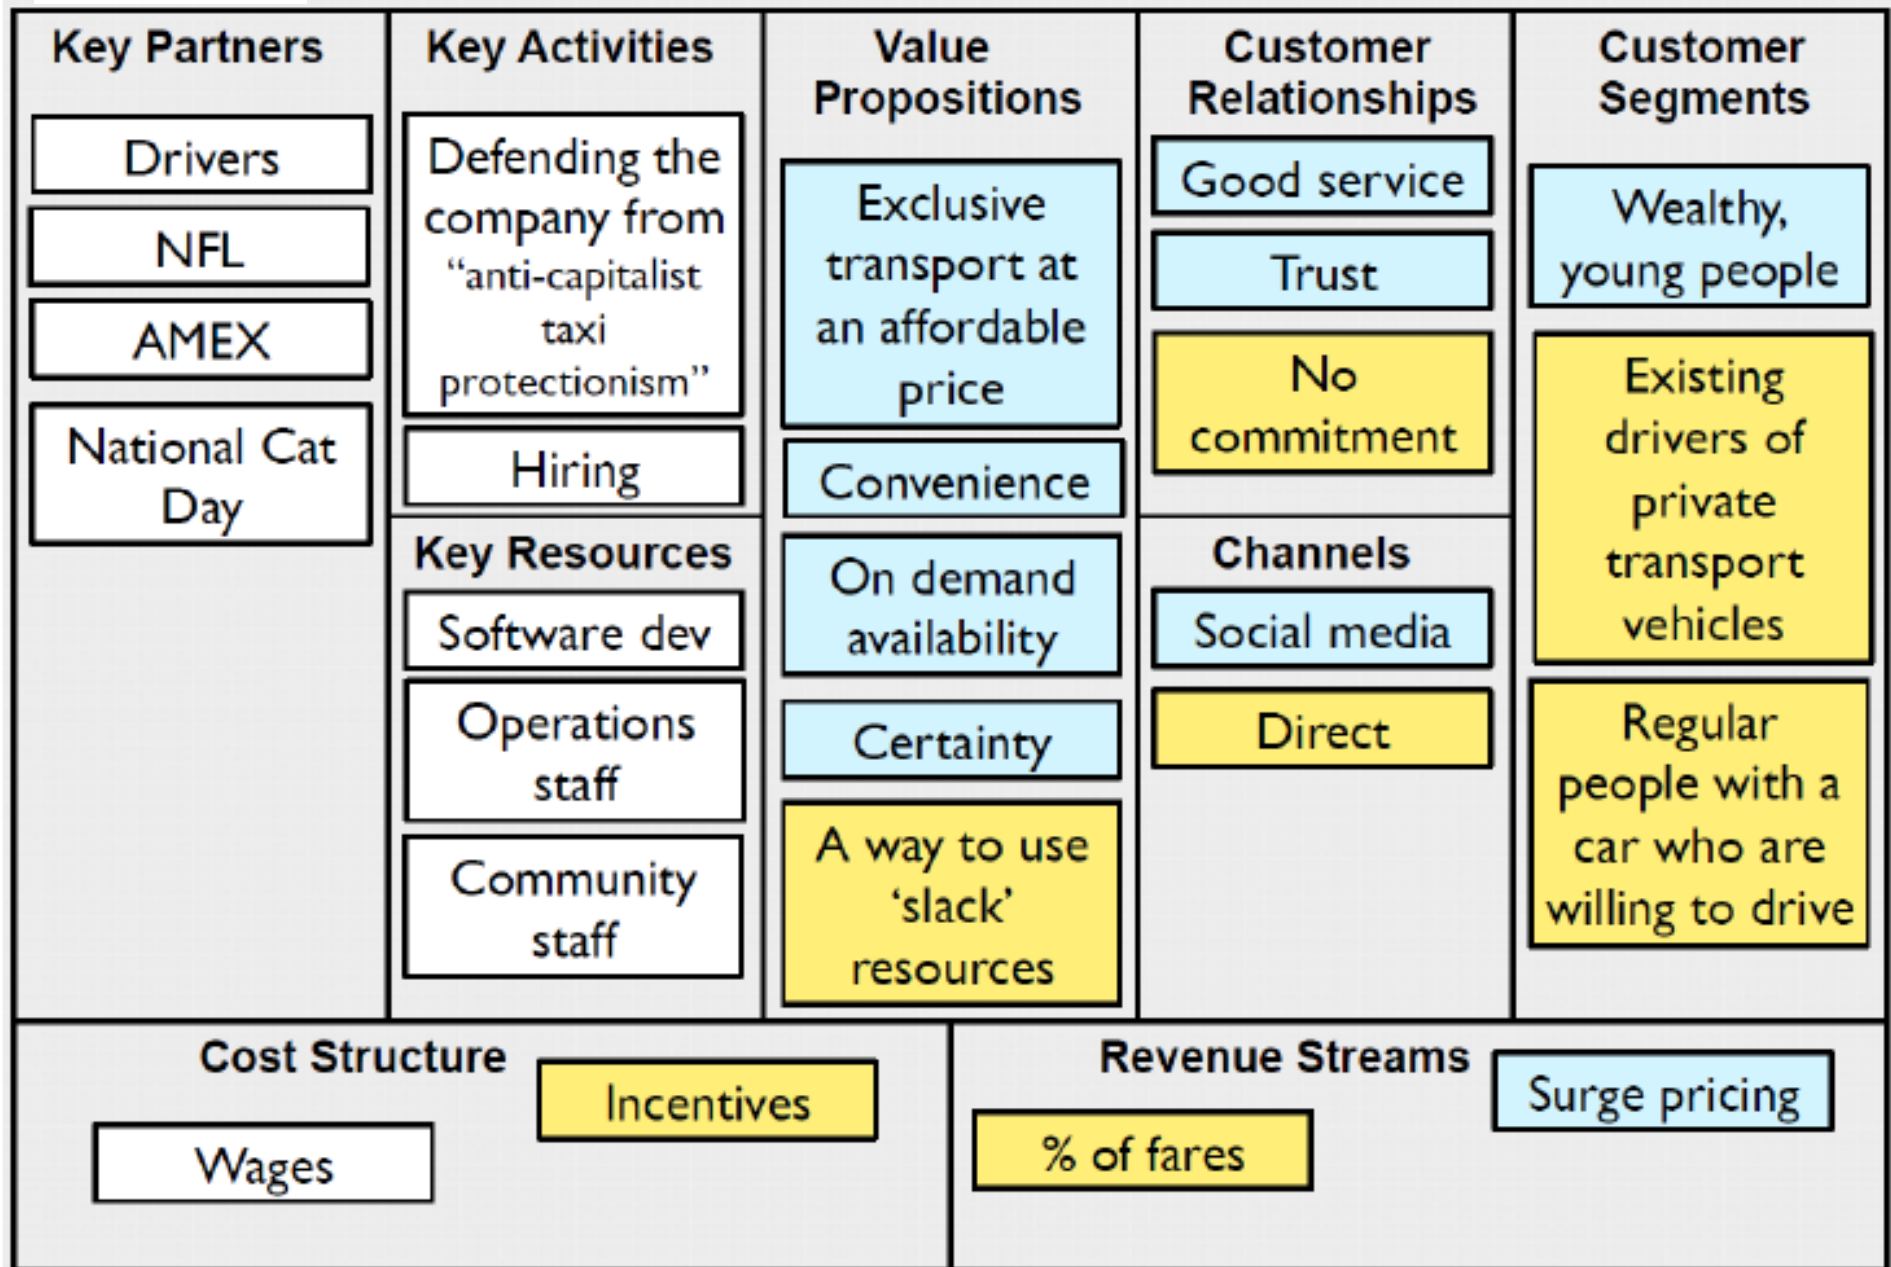 Key Partners
Drivers
NFL
AMEX
National Cat
Day
Key Activities
Defending the
company from
“anti-capitalist
taxi
protectionism”
Hiring
Key Resources
Software dev
Operations
staff
Community
staff
Value
Propositions
Exclusive
transport at
an affordable
price
Convenience
On demand
availability
Certainty
A way to use
‘slack’
resources
Customer
Relationships
Good service
Trust
No
commitment
Channels
Social media
Direct
Customer
Segments
Wealthy,
young people
Existing
drivers of
private
transport
vehicles
Regular
people with a
car who are
willing to drive
Cost Structure
Incentives
Wages
Revenue Streams
Surge pricing
% of fares